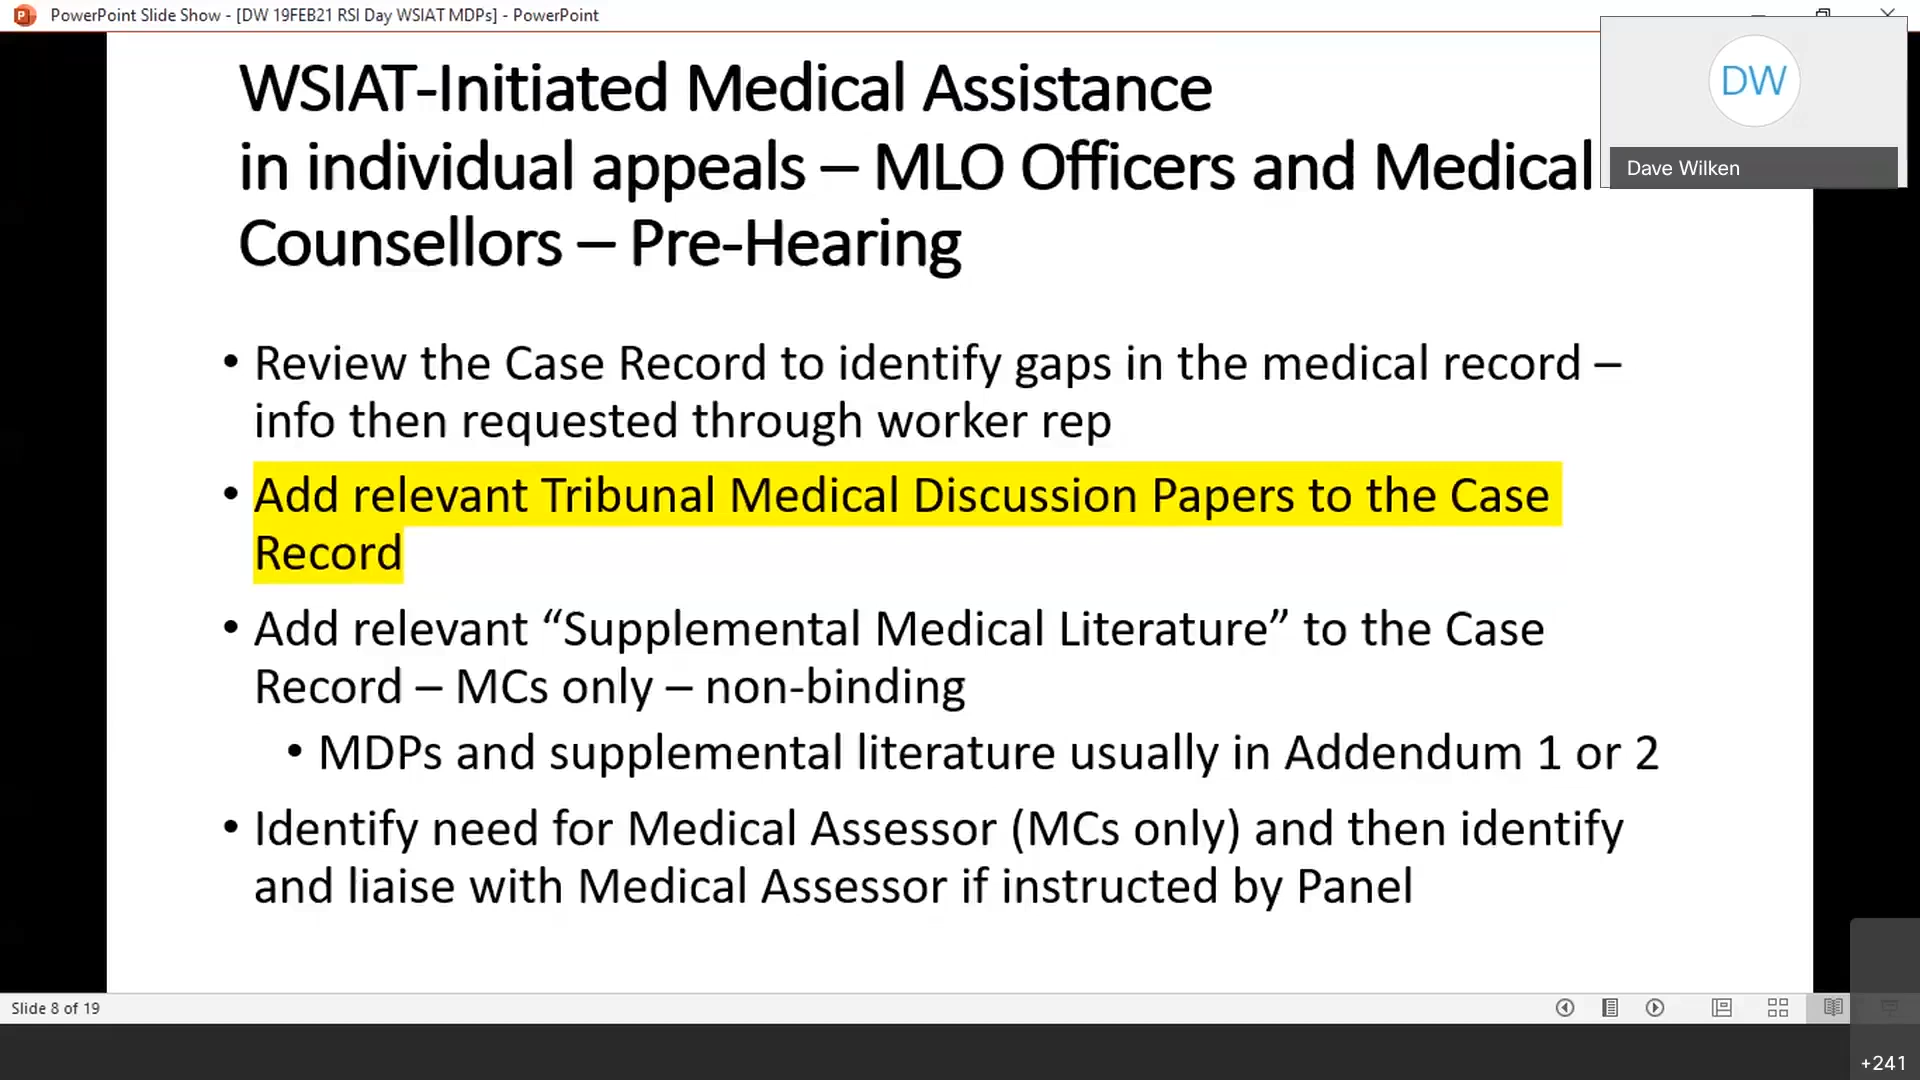 PowerPoint Slide Show - [DW 19FEB21 RSI Day WSIAT MDPs] - PowerPoint
DW
Dave Wilken
WSIAT-Initiated Medical Assistance
in individual appeals – MLO Officers and Medical
Counsellors – Pre-Hearing
• Review the Case Record to identify gaps in the medical record –
info then requested through worker rep
• Add relevant Tribunal Medical Discussion Papers to the Case
Record
• Add relevant “Supplemental Medical Literature” to the Case
Record – MCs only – non-binding
• MDPs and supplemental literature usually in Addendum 1 or 2
• Identify need for Medical Assessor (MCs only) and then identify
and liaise with Medical Assessor if instructed by Panel
Slide 8 of 19
+241